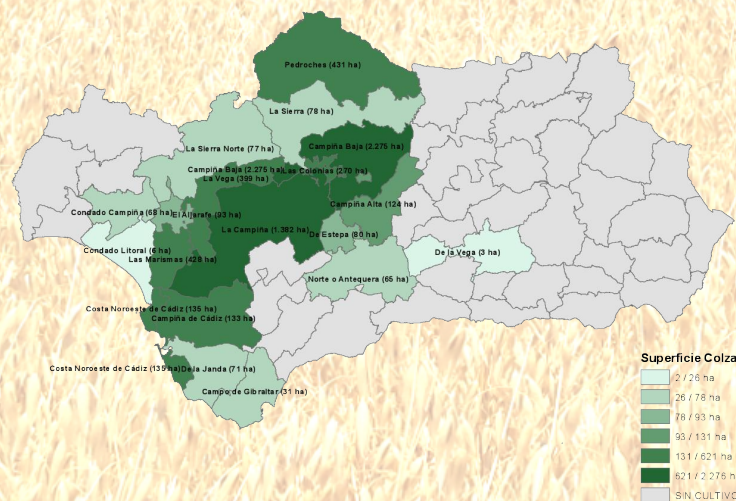 Pedroches (431 ha)
La Sierra (78 ha)
La Sierra Norte (77 ha)
Campiña Baja (2.275 ha)
Campiña Baja (2.275 ha)
Las Colonias (270 ha)
La Vega (399 ha)
Campiña Alta (124 ha)
Condado Campiña (68 ha)
El Aljarafe (93 ha)
La Campiña (1.382 ha)
De Estepa (80 ha)
Condado Litoral (6 ha)
De la Vega (3 ha)
Las Marismas (428 ha)
Norte o Antequera (65 ha)
Costa Noroeste de Cádiz (135 ha)
Campiña de Cádiz (133 ha)
Costa Noroeste de Cádiz (135 ha)
De la Janda (71 ha)
Campo de Gibraltar (31 ha)
Superficie Colza
2 / 26 ha
26 / 78 ha
78 / 93 ha
93 / 131 ha
131 / 621 ha
621 / 2.275 h
SIN CULTIVO